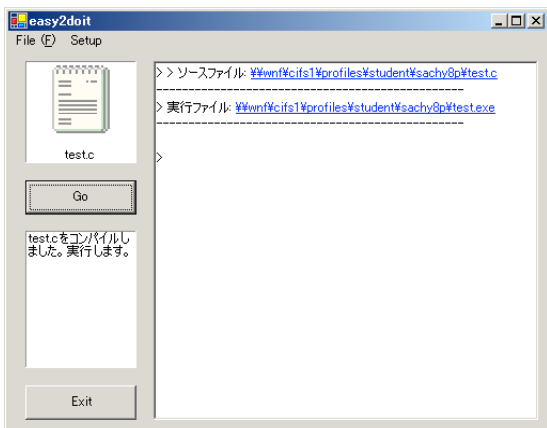 easy2doit
File (F) Setup
test.c
Go
test.cをコンパイルし
ました。実行します。
Exit
> > ソースファイル: ¥¥wnf¥cifs1¥profiles¥student¥sachy8p¥test.c
------------------------------------------------
> 実行ファイル: ¥¥wnf¥cifs1¥profiles¥student¥sachy8p¥test.exe
------------------------------------------------
>